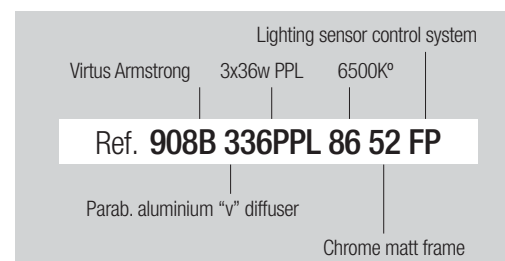 Lighting sensor control system
Virtus Armstrong 3x36w PPL 6500Kº
Ref. 908B 336PPL 86 52 FP
Parab. aluminium “v” diffuser
Chrome matt frame